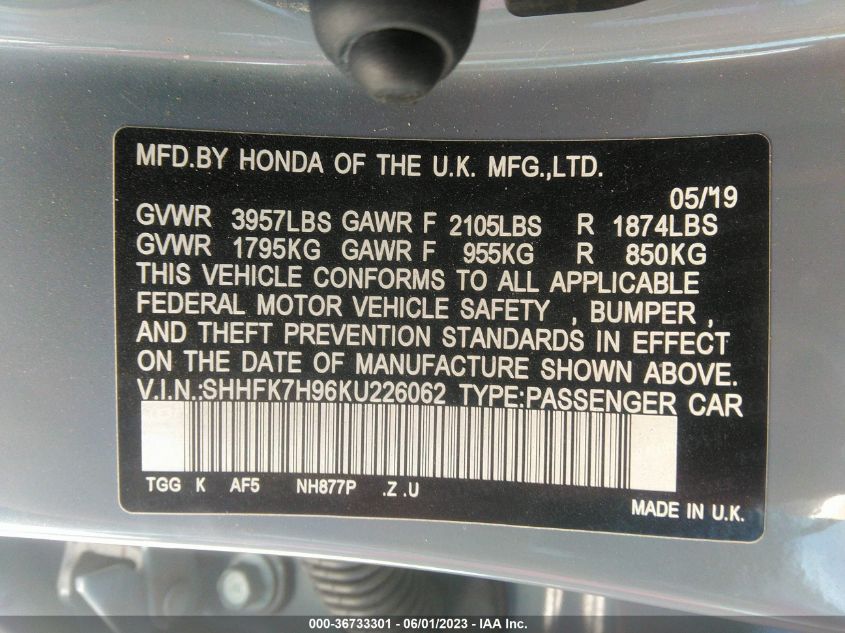 MFD.BY HONDA OF THE U.K. MFG.,LTD.
05/'19
GVWR 3957LBS GAWR F 2105LBS R 1874LBS
GVWR 1795KG GAWR F 955KG R 850KG
THIS VEHICLE CONFORMS TO ALL APPLICABLE
FEDERAL MOTOR VEHICLE SAFETY , BUMPER ,
AND THEFT PREVENTION STANDARDS IN EFFECT
ON THE DATE OF MANUFACTURE SHOWN ABOVE.
V.I.N.:SHHFK7H96KU226062 TYPE:PASSENGER CAR
TGG K AF5 NH877P .Z .U
MADE IN U.K.
000-36733301 - 06/01/2023 - IAA Inc.